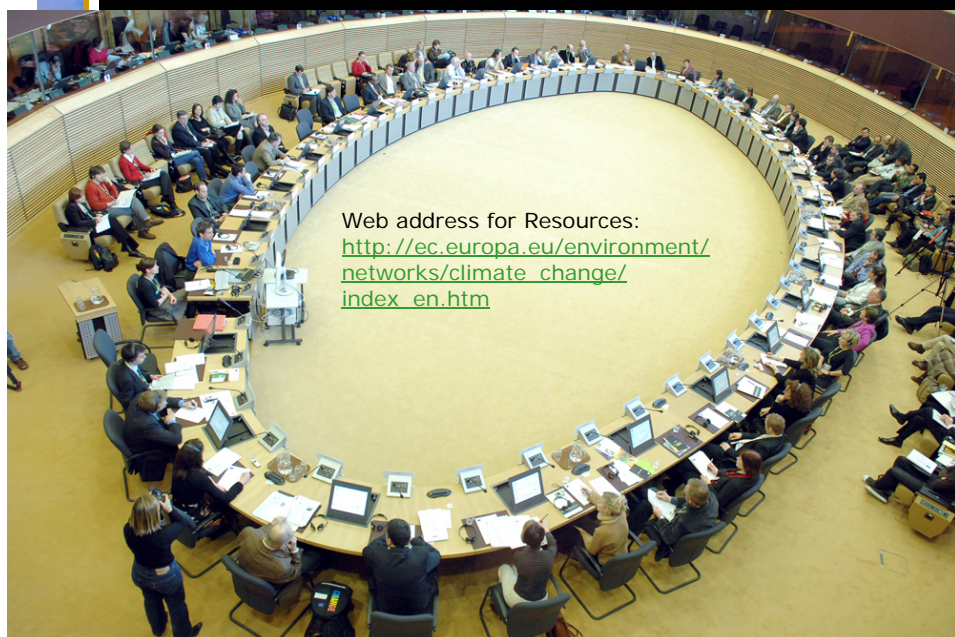 Web address for Resources:
http://ec.europa.eu/environment/
networks/climate_change/
index_en.htm